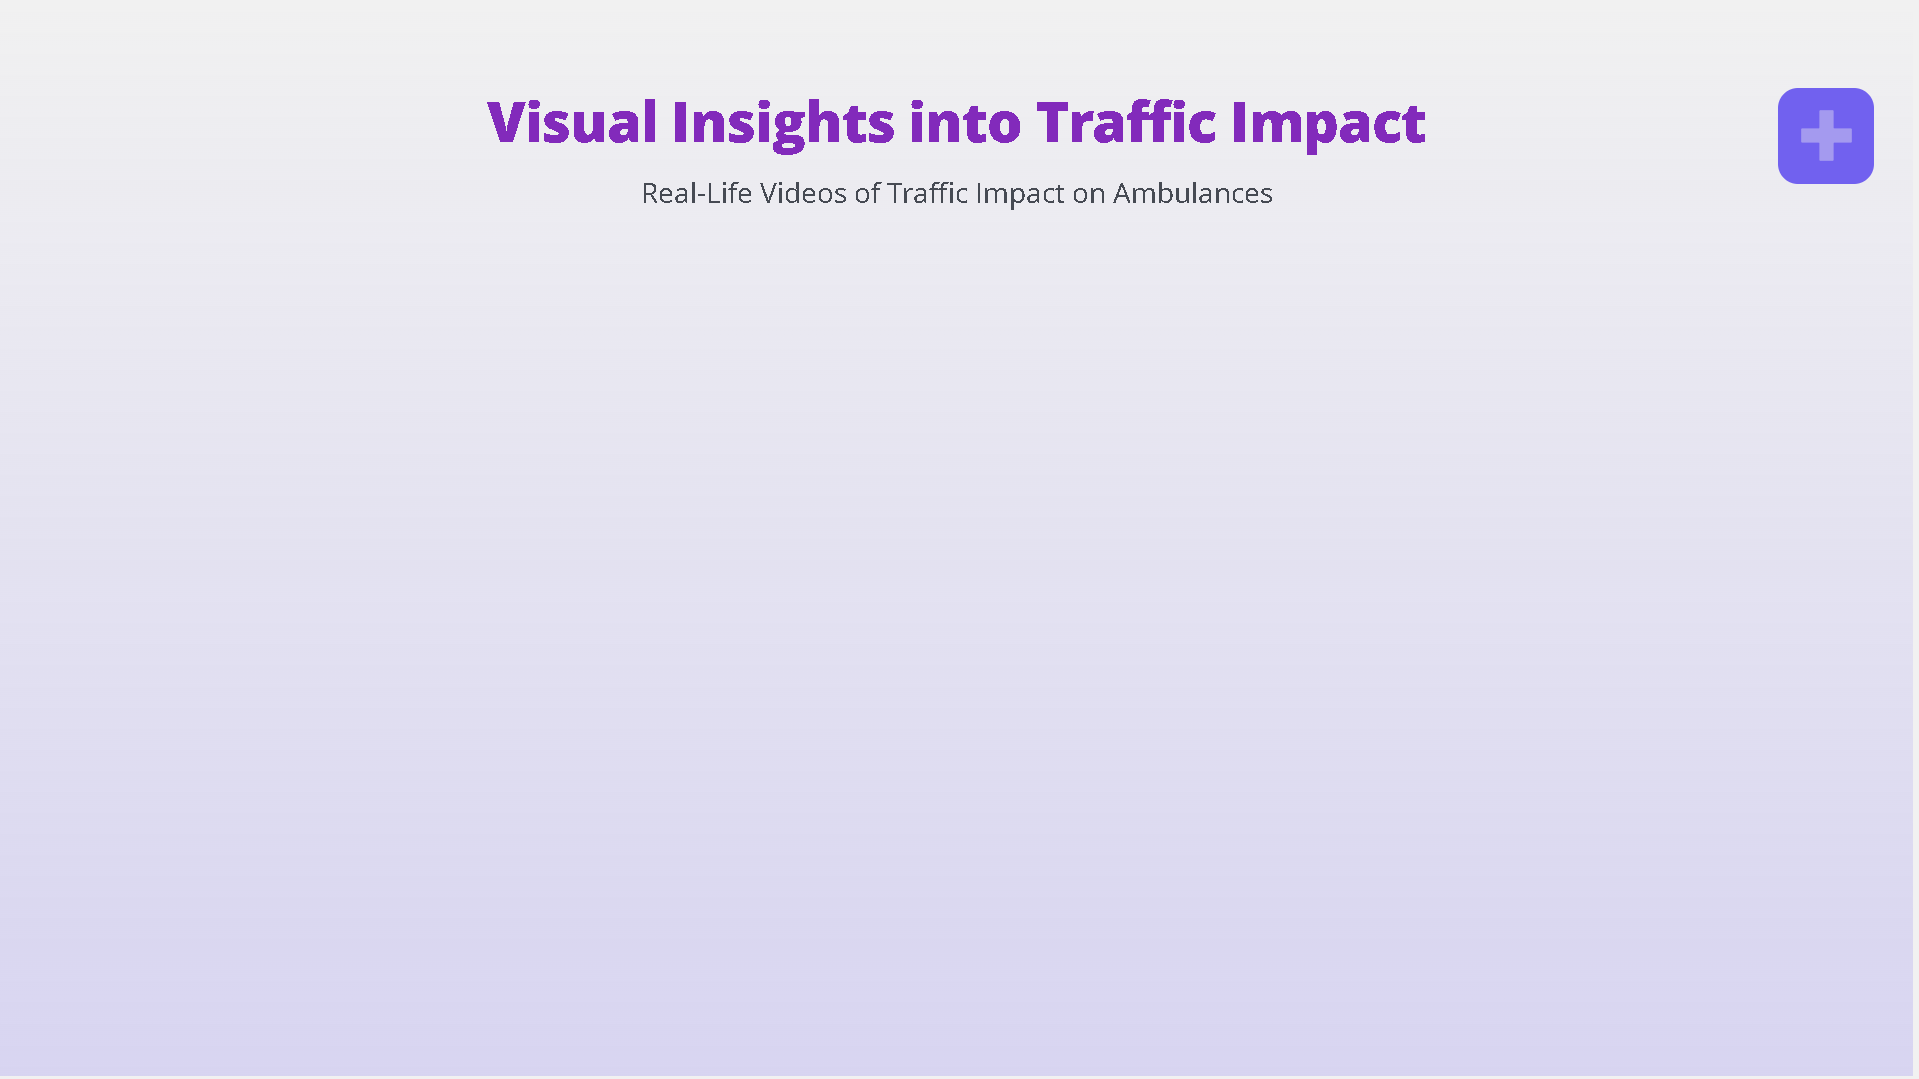 Visual Insights into Traffic Impact
Real-Life Videos of Traffic Impact on Ambulances